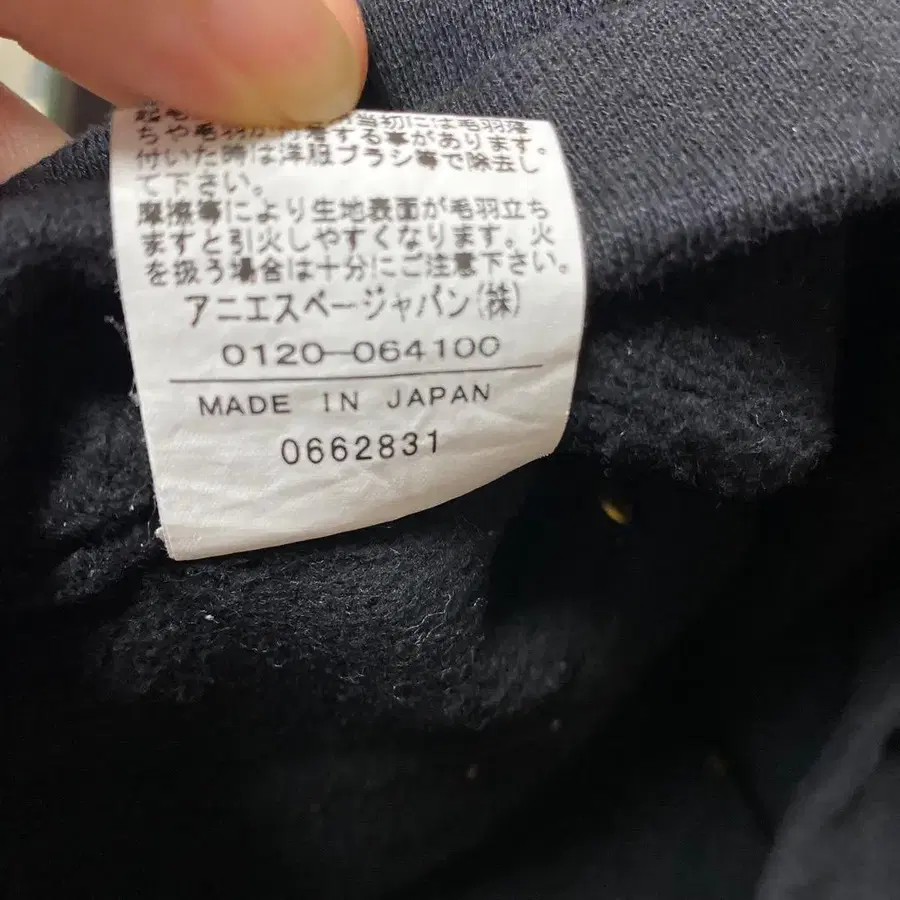 当初には毛羽落
ちや毛羽が付着する事があります。
付いた時は洋服ブラシ等で除去し
て下さい。
摩擦等により生地表面が毛羽立ち
ますと引火しやすくなります。火
を扱う場合は十分にご注意下さい。
アニエスベージャパン(株)
0120-064100
MADE IN JAPAN
0662831